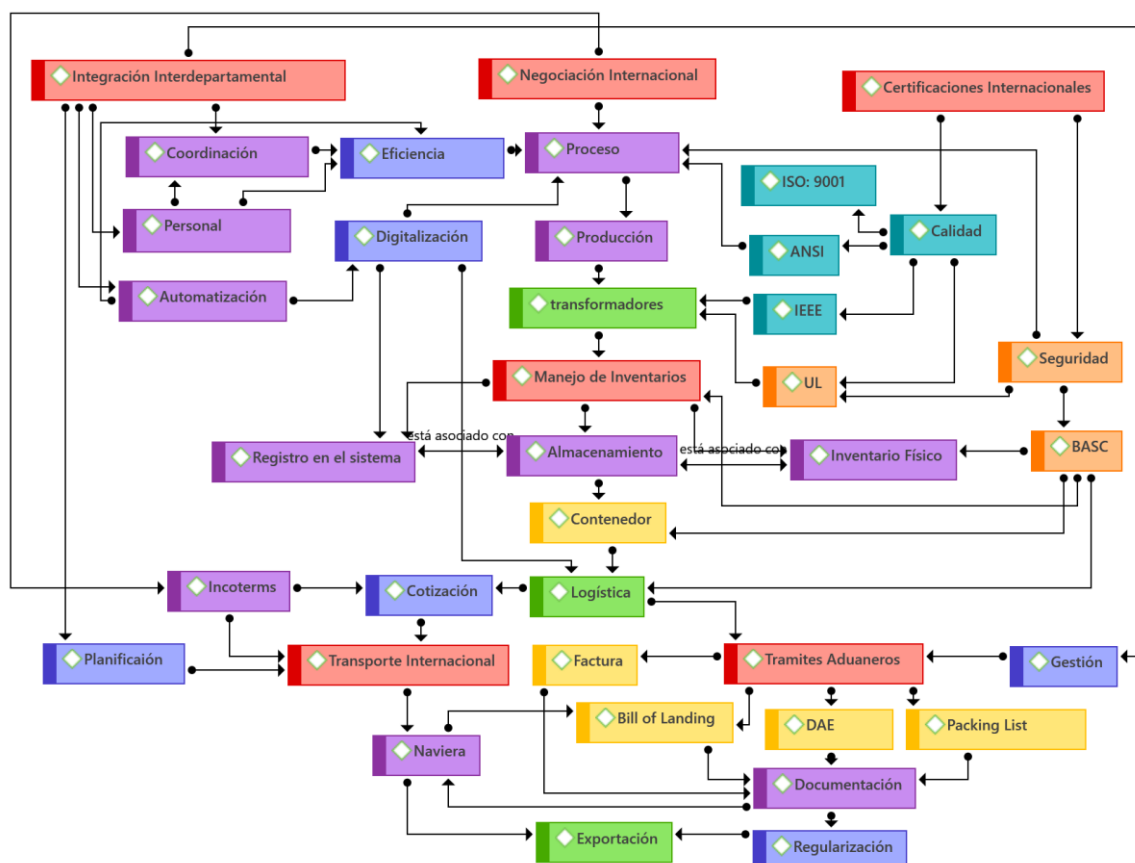 Integración Interdepartamental
Negociación Internacional
Certificaciones Internacionales
Coordinación
Eficiencia
Proceso
ISO: 9001
Personal
Digitalización
Producción
ANSI
Calidad
Automatización
transformadores
IEEE
Manejo de Inventarios
UL
Seguridad
está asociado con
está asociado con
Registro en el sistema
Almacenamiento
Inventario Físico
BASC
Contenedor
Incoterms
Cotización
Logística
Planificaión
Transporte Internacional
Factura
Tramites Aduaneros
Gestión
Bill of Landing
DAE
Packing List
Naviera
Documentación
Exportación
Regularización